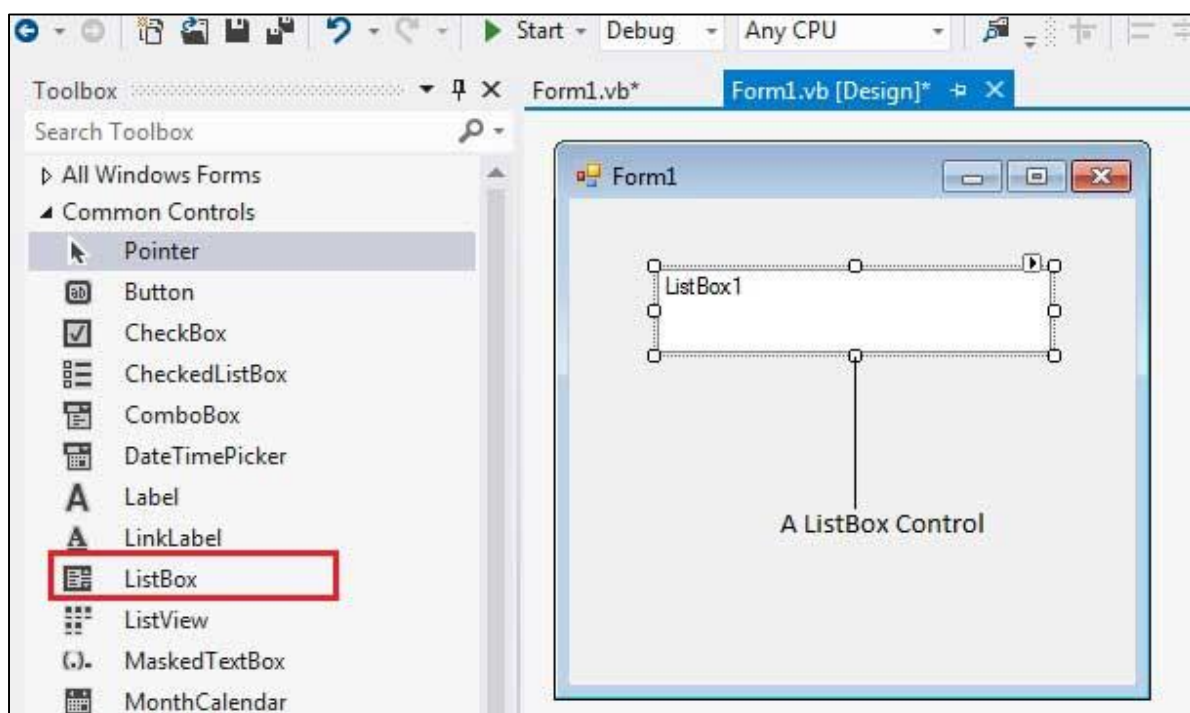 Start Debug Any CPU
Toolbox
Form1.vb* Form1.vb [Design]*
Search Toolbox
All Windows Forms
Common Controls
Pointer
Button
CheckBox
CheckedListBox
ComboBox
DateTimePicker
Label
LinkLabel
ListBox
ListView
MaskedTextBox
MonthCalendar
Form1
ListBox1
A ListBox Control